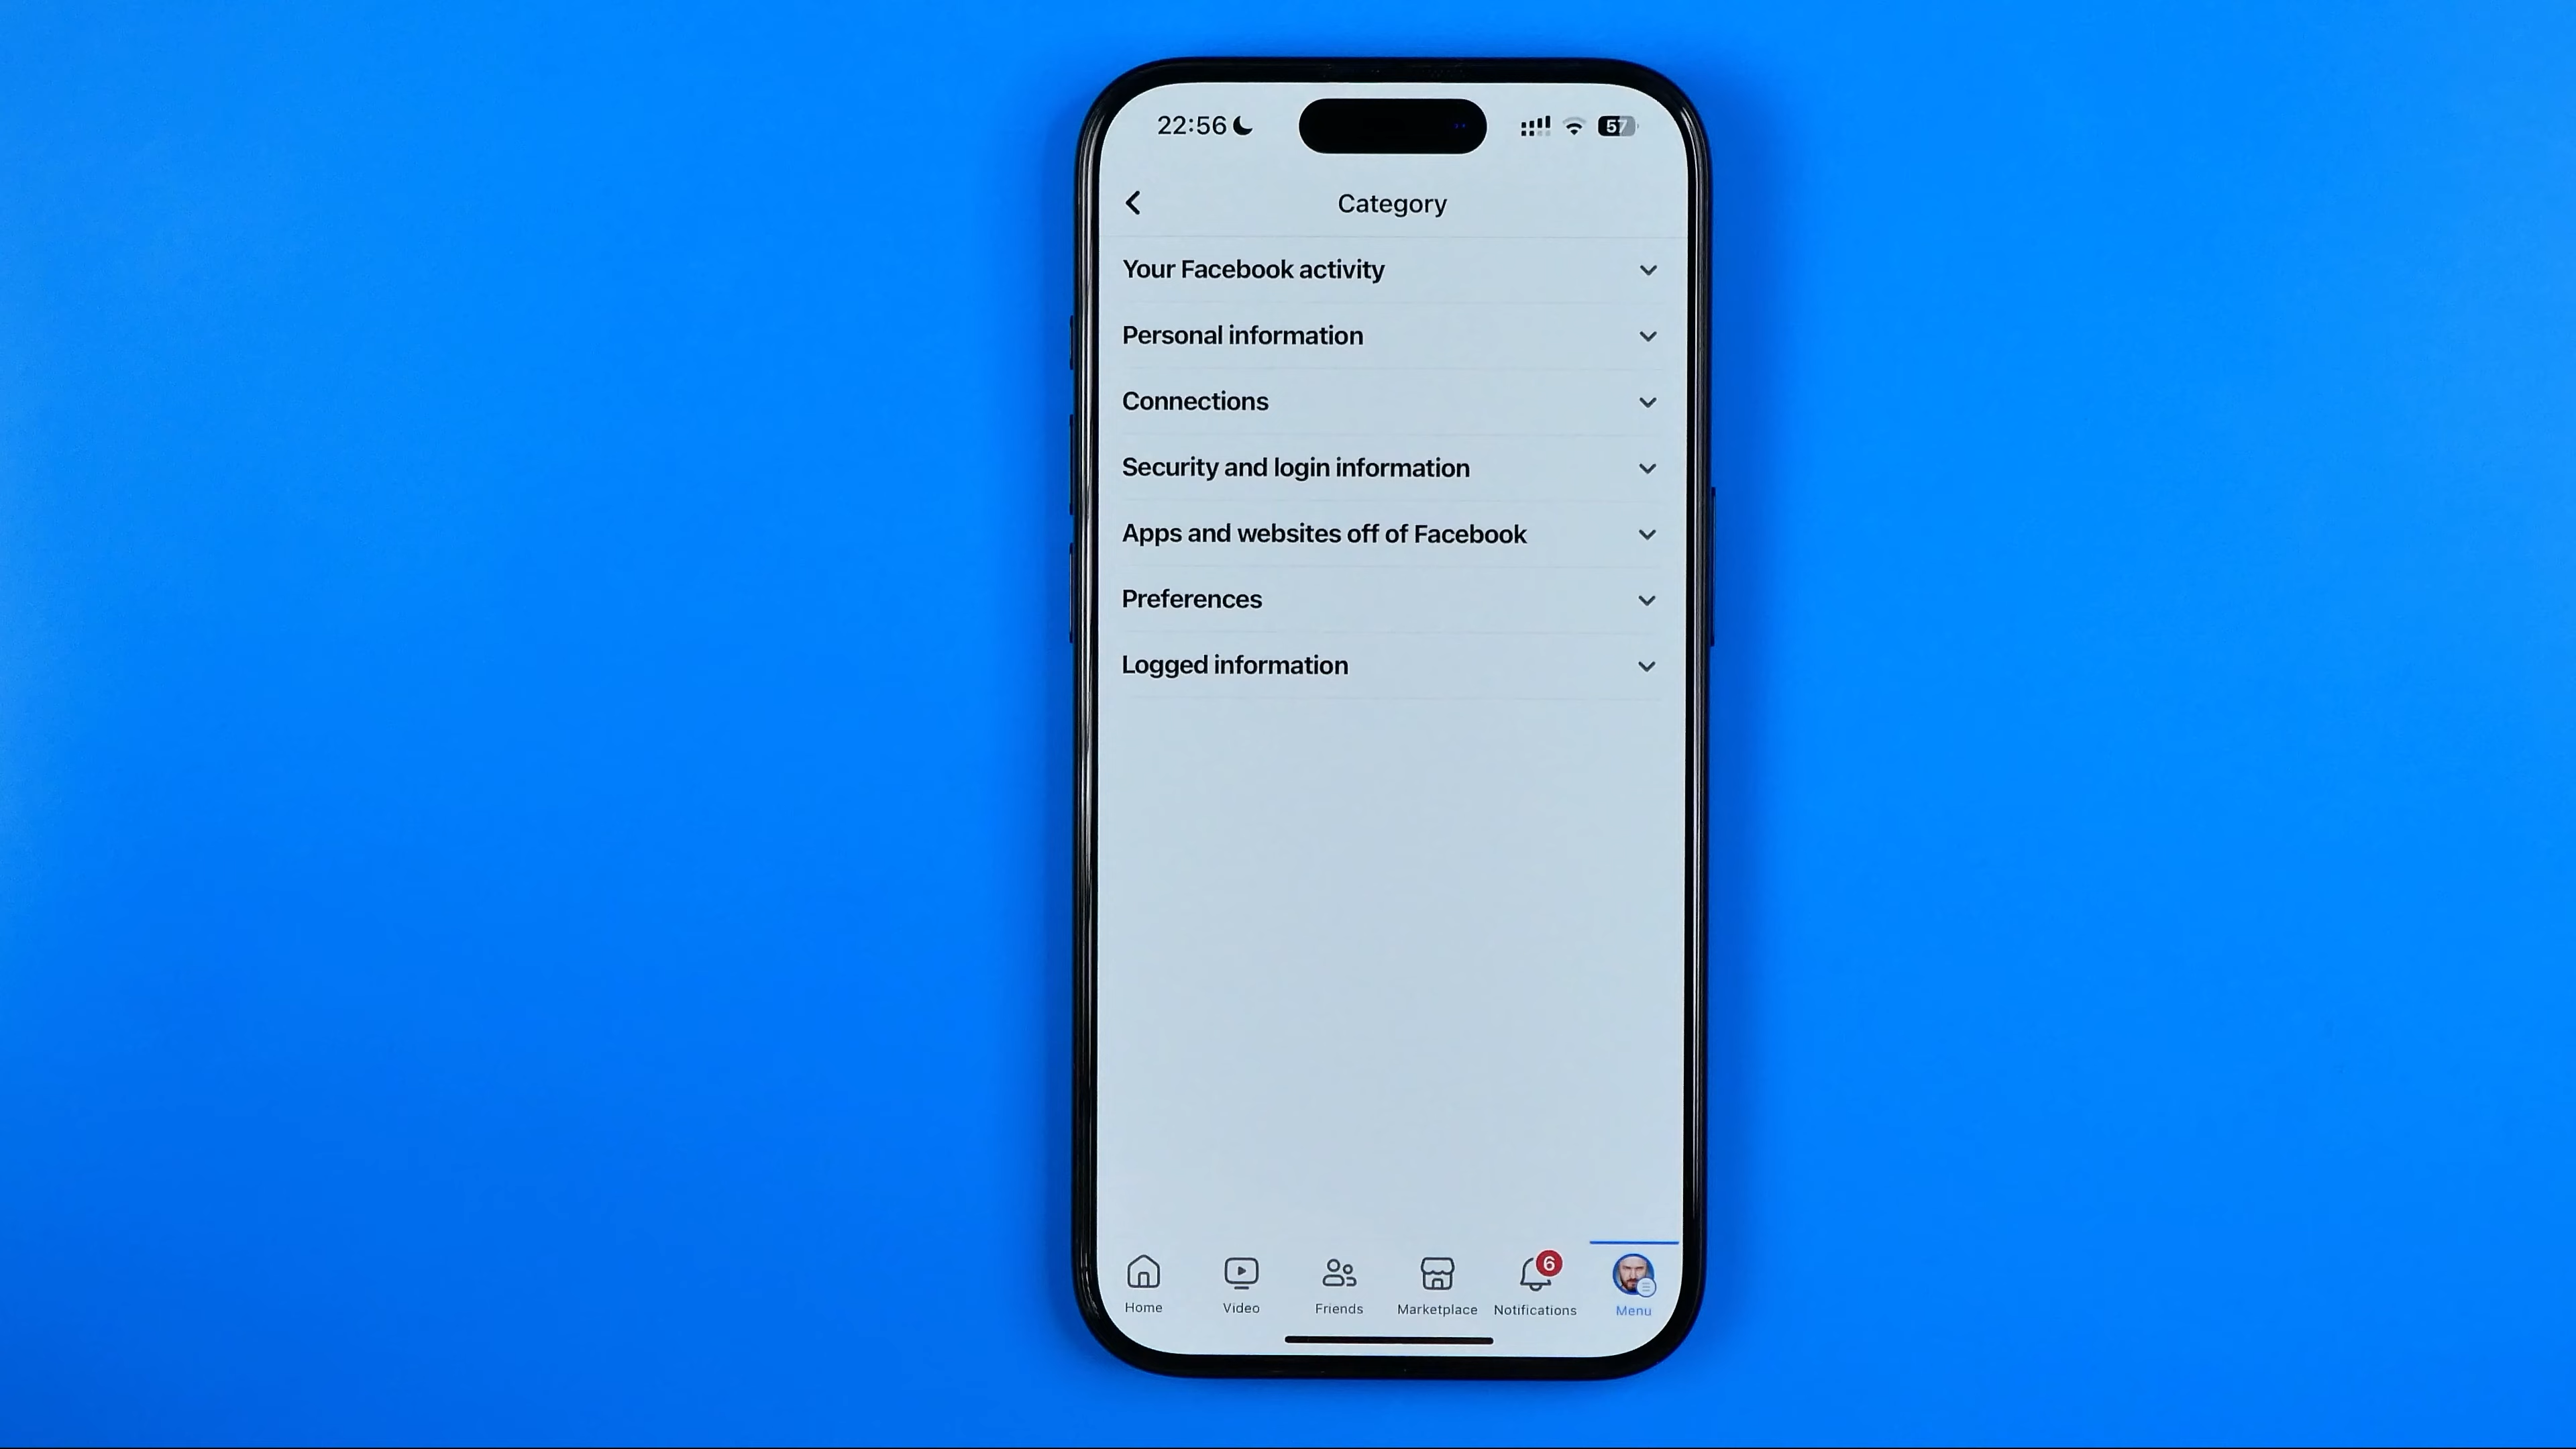 22:56
57
Category
Your Facebook activity
Personal information
Connections
Security and login information
Apps and websites off of Facebook
Preferences
Logged information
6
Home
Video
Friends
Marketplace
Notifications
Menu